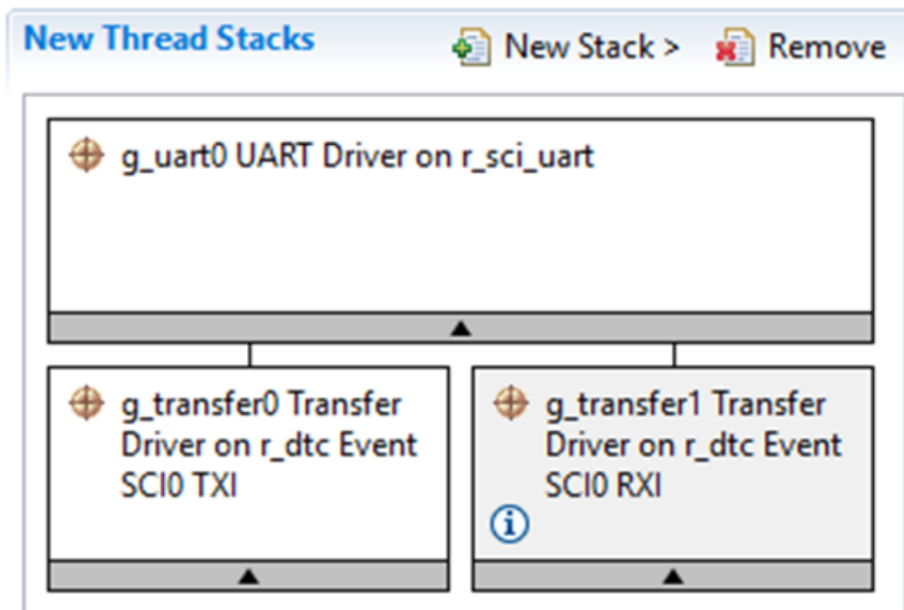 New Thread Stacks
New Stack >
Remove
g_uart0 UART Driver on r_sci_uart
g_transfer0 Transfer
Driver on r_dtc Event
SCI0 TXI
g_transfer1 Transfer
Driver on r_dtc Event
SCI0 RXI